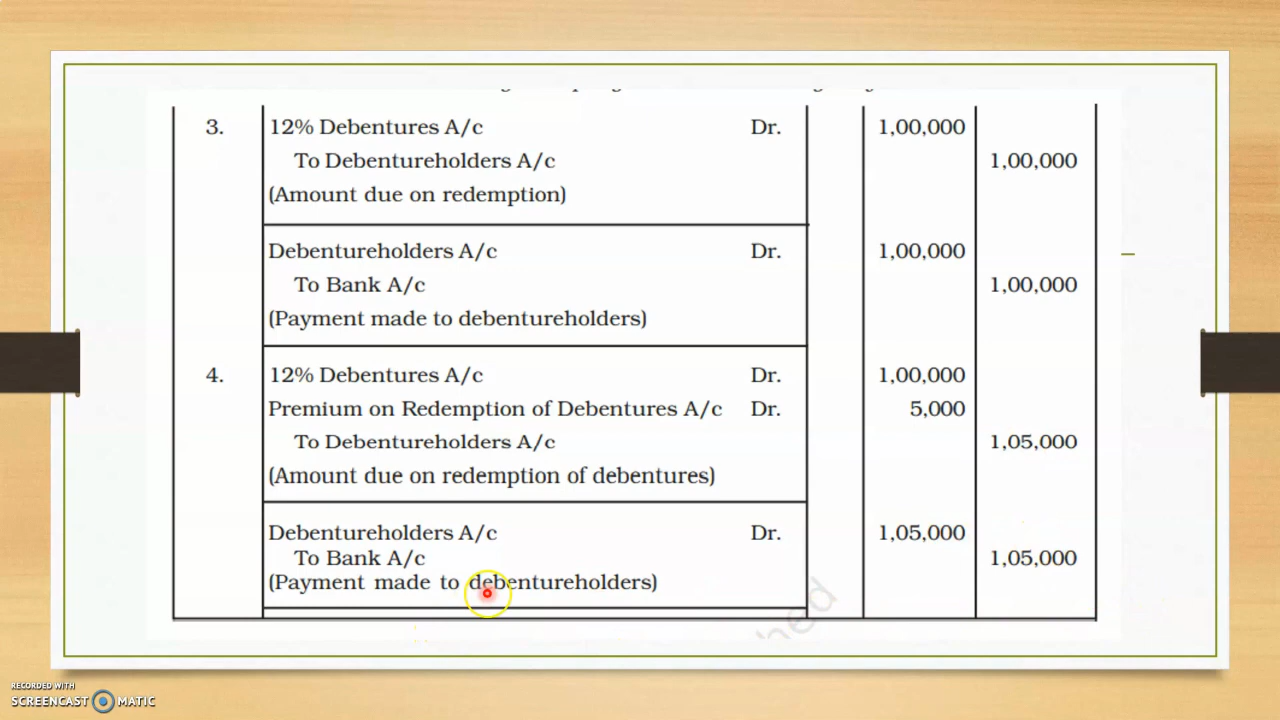 3. 12% Debentures A/c Dr. 1,00,000
To Debentureholders A/c 1,00,000
(Amount due on redemption)
Debentureholders A/c Dr. 1,00,000
To Bank A/c 1,00,000
(Payment made to debentureholders)
4. 12% Debentures A/c Dr. 1,00,000
Premium on Redemption of Debentures A/c Dr. 5,000
To Debentureholders A/c 1,05,000
(Amount due on redemption of debentures)
Debentureholders A/c Dr. 1,05,000
To Bank A/c 1,05,000
(Payment made to debentureholders)
RECORDED WITH
SCREENCAST MATIC